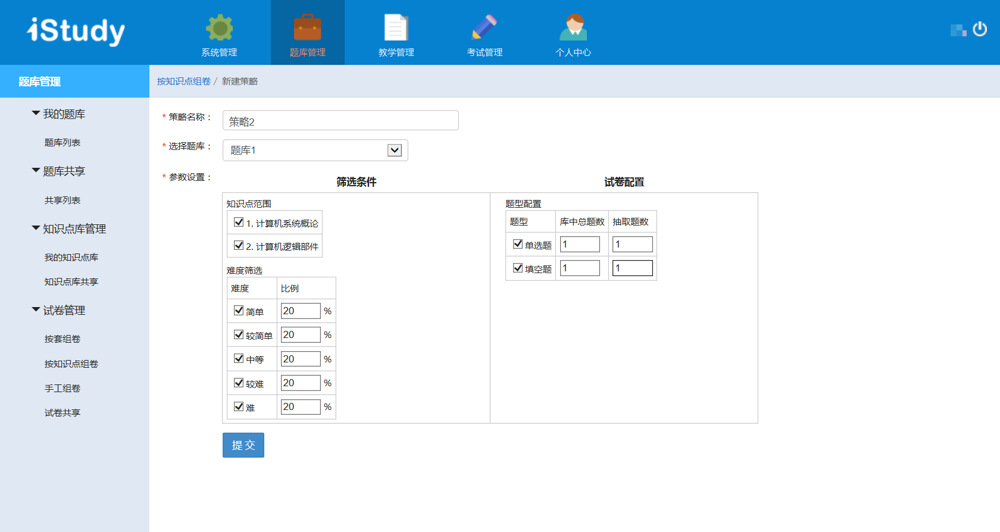 iStudy
系统管理
题库管理
教学管理
考试管理
个人中心
题库管理
按知识点组卷 / 新建策略
我的题库
题库列表
题库共享
共享列表
知识点库管理
我的知识点库
知识点库共享
试卷管理
按套组卷
按知识点组卷
手工组卷
试卷共享
* 策略名称：
策略2
* 选择题库：
题库1
* 参数设置：
筛选条件
试卷配置
知识点范围
1. 计算机系统概论
2. 计算机逻辑部件
难度筛选
难度 比例
简单 20 %
较简单 20 %
中等 20 %
较难 20 %
难 20 %
题型配置
题型 库中总题数 抽取题数
单选题 1 1
填空题 1 1
提 交